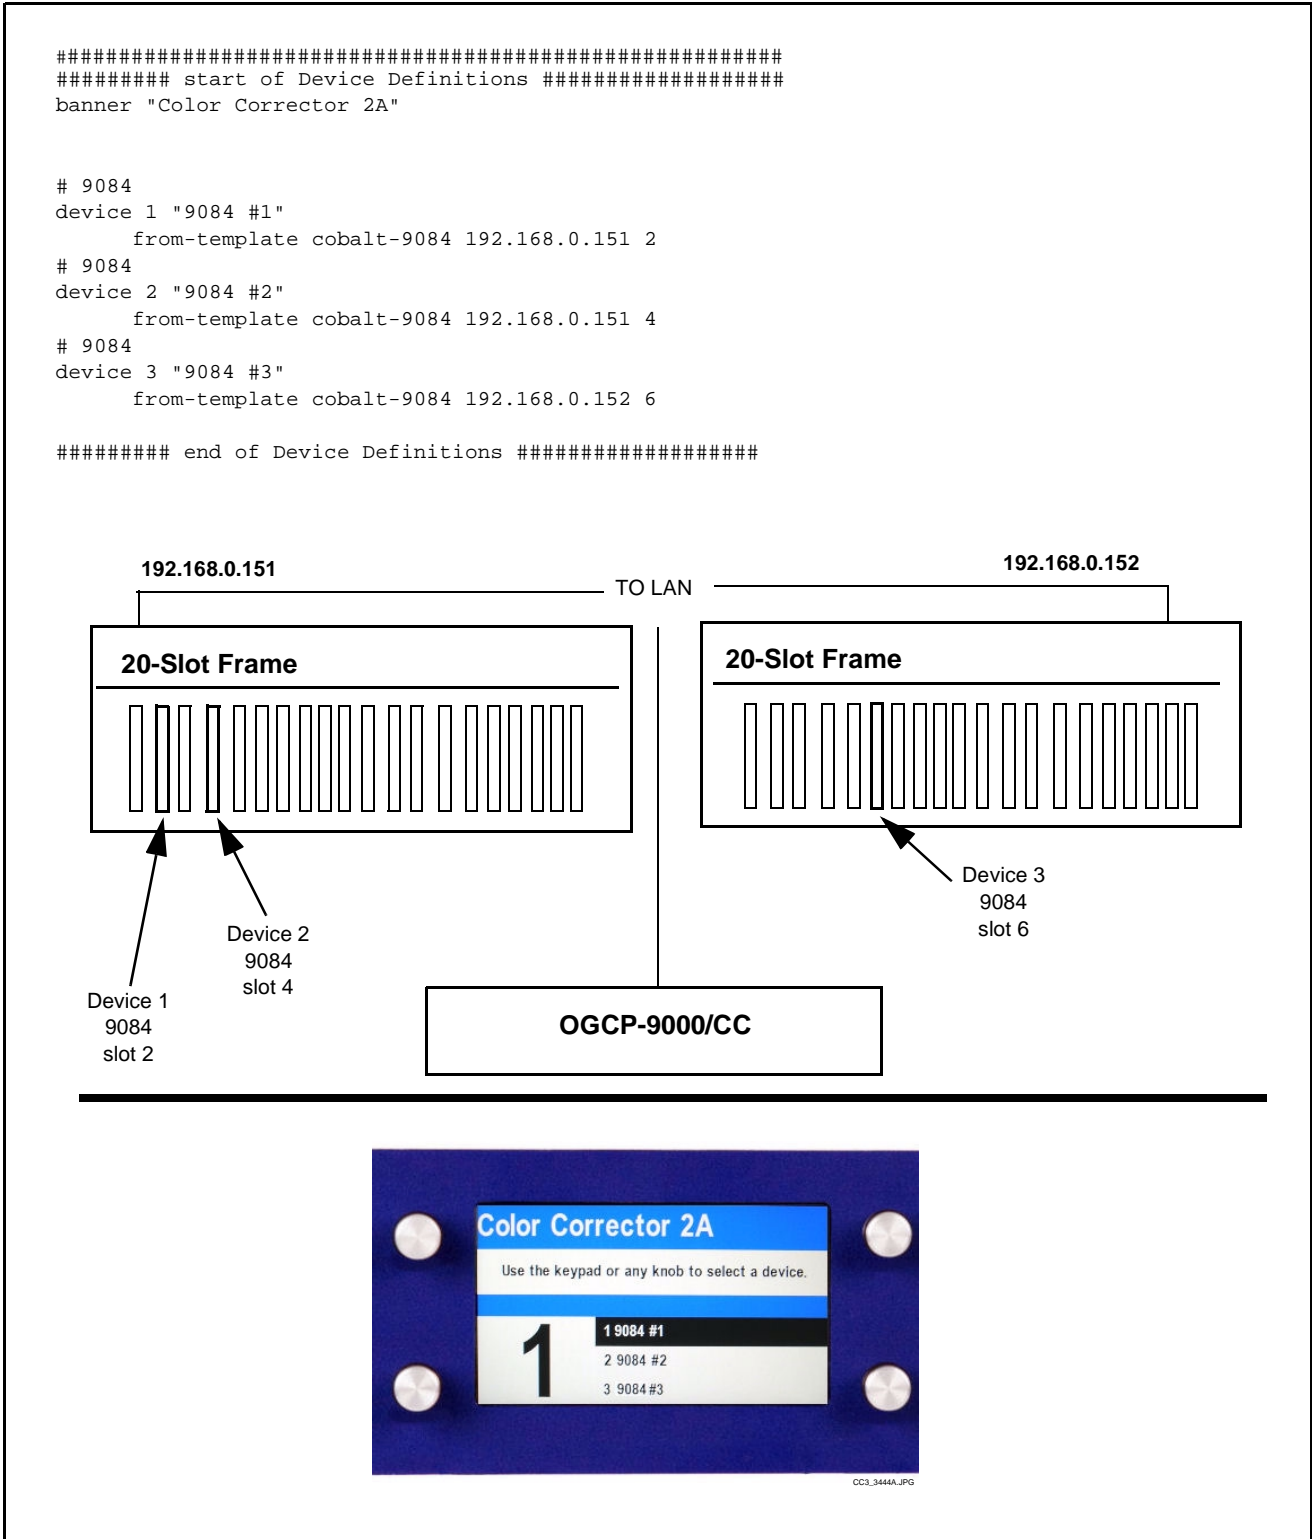 #########################################################
######### start of Device Definitions ###################
banner "Color Corrector 2A"
# 9084
device 1 "9084 #1"
from-template cobalt-9084 192.168.0.151 2
# 9084
device 2 "9084 #2"
from-template cobalt-9084 192.168.0.151 4
# 9084
device 3 "9084 #3"
from-template cobalt-9084 192.168.0.152 6
######### end of Device Definitions ###################
192.168.0.151
TO LAN
192.168.0.152
20-Slot Frame
20-Slot Frame
Device 1
9084
slot 2
Device 2
9084
slot 4
Device 3
9084
slot 6
OGCP-9000/CC
Color Corrector 2A
Use the keypad or any knob to select a device.
1
1 9084 #1
2 9084 #2
3 9084 #3
CC3_3444A.JPG